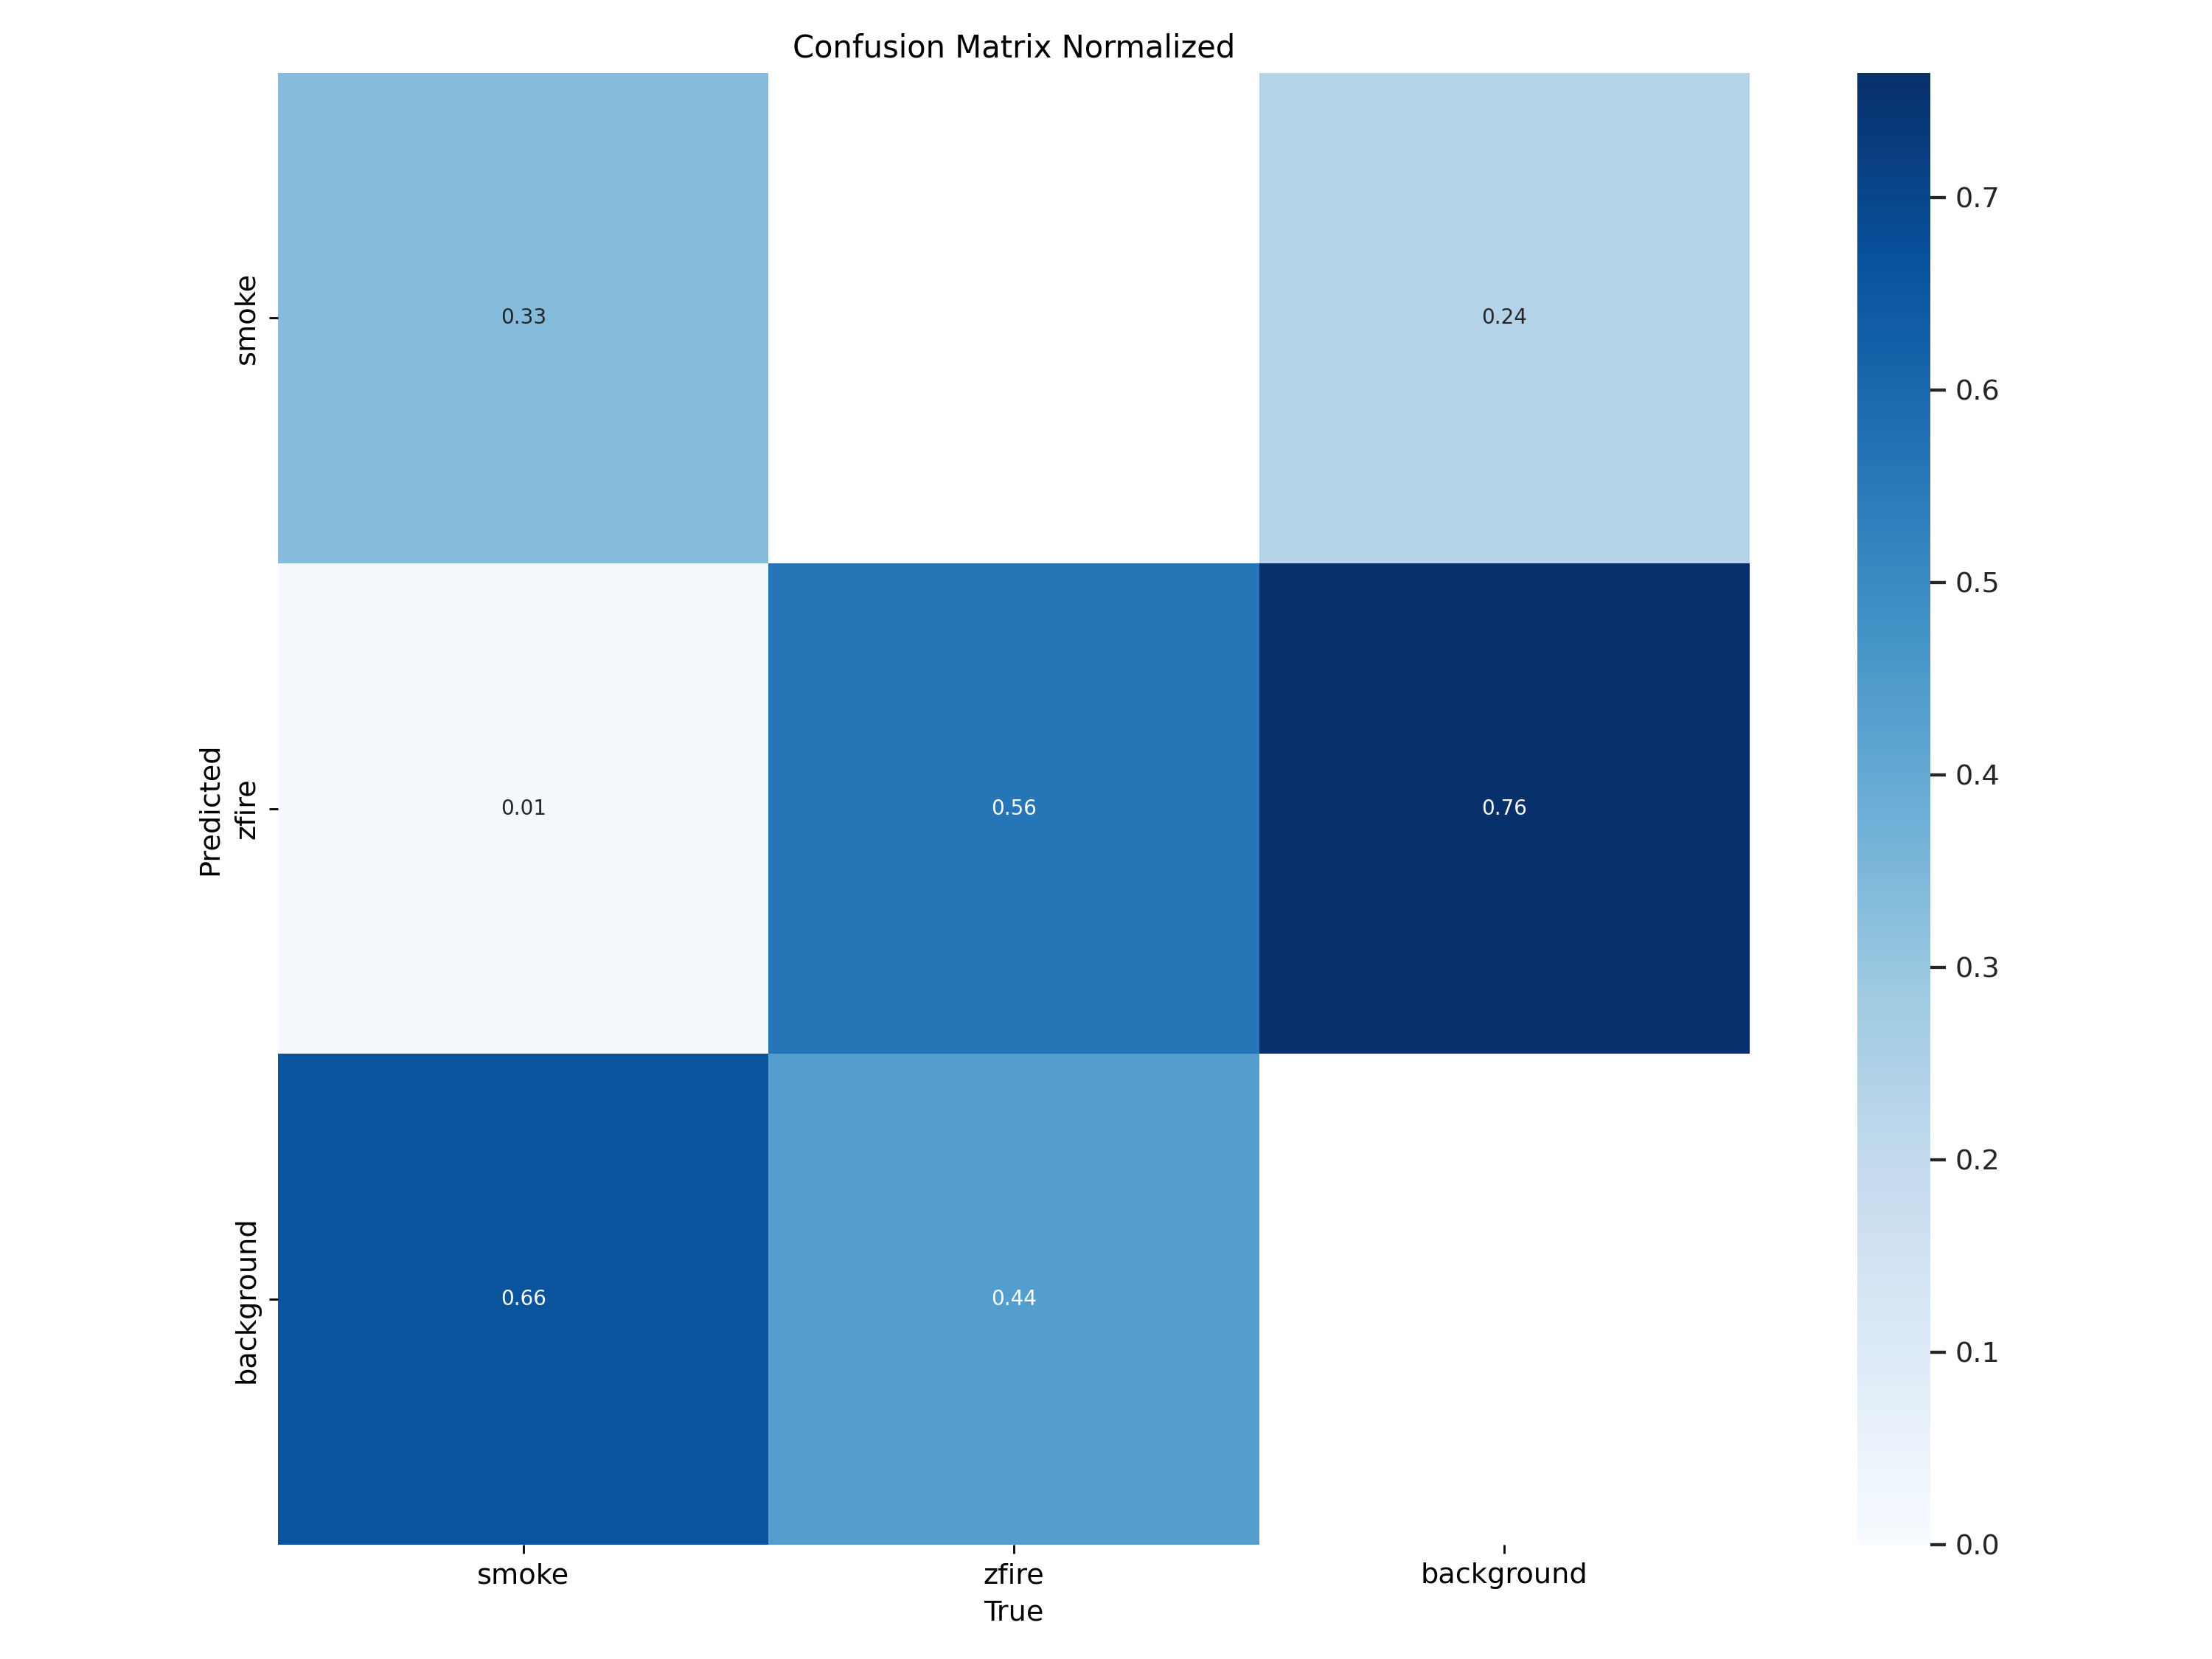 Confusion Matrix Normalized
Predicted
smoke
zfire
background
0.33
0.24
0.01
0.56
0.76
0.66
0.44
smoke
zfire
background
True
0.7
0.6
0.5
0.4
0.3
0.2
0.1
0.0